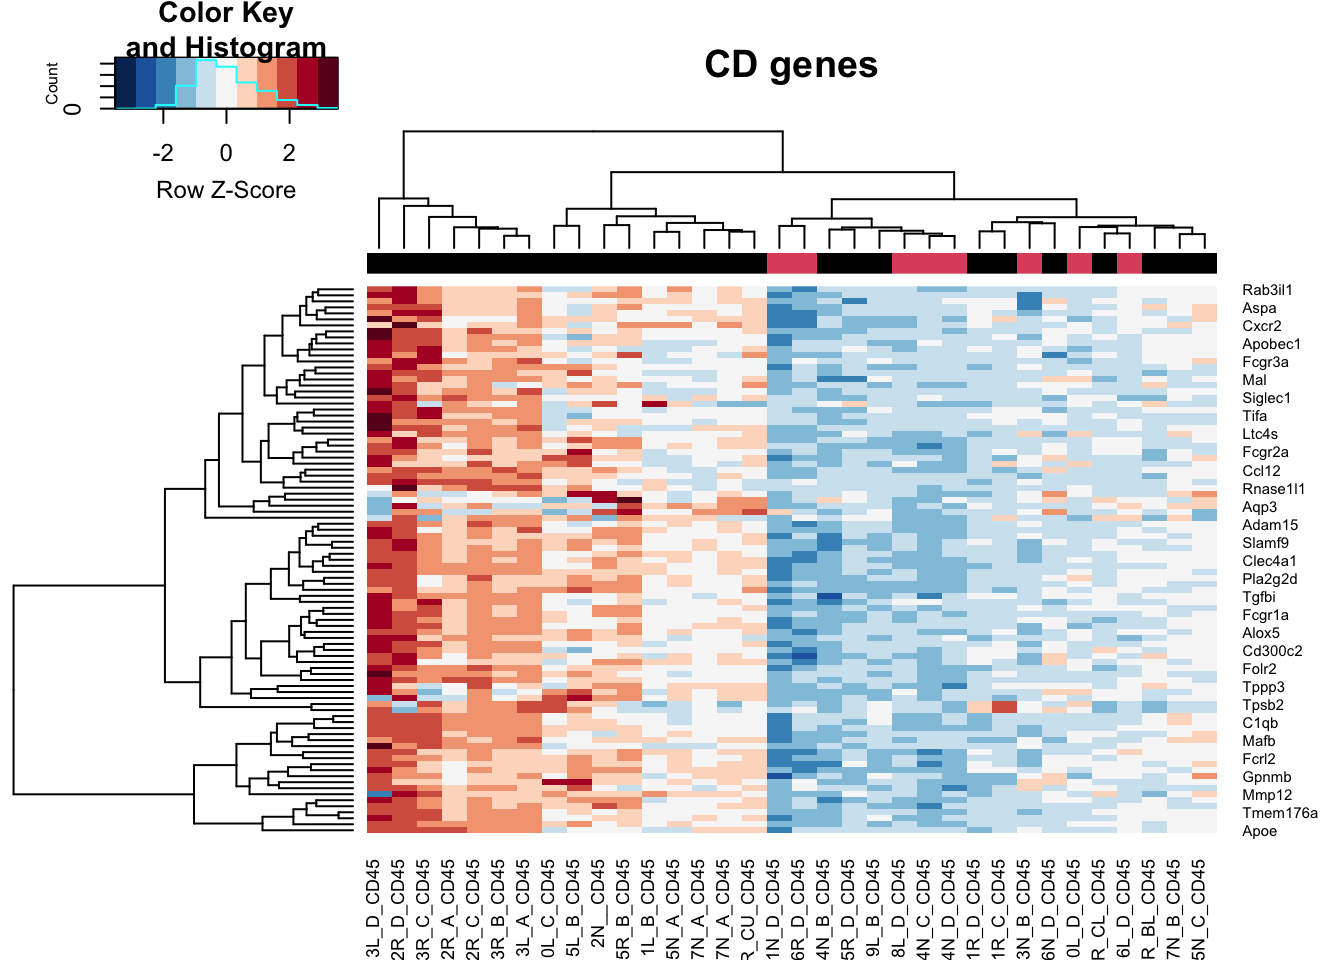 Color Key
and Histogram
Count
0
-2 0 2
Row Z-Score
CD genes
Rab3il1
Aspa
Cxcr2
Apobec1
Fcgr3a
Mal
Siglec1
Tifa
Ltc4s
Fcgr2a
Ccl12
Rnase1l1
Aqp3
Adam15
Slamf9
Clec4a1
Pla2g2d
Tgfbi
Fcgr1a
Alox5
Cd300c2
Folr2
Tppp3
Tpsb2
C1qb
Mafb
Fcrl2
Gpnmb
Mmp12
Tmem176a
Apoe
3L_D_CD45
2R_D_CD45
3R_C_CD45
2R_A_CD45
2R_C_CD45
3R_B_CD45
3L_A_CD45
0L_C_CD45
5L_B_CD45
2N__CD45
5R_B_CD45
1L_B_CD45
5N_A_CD45
7N_A_CD45
7N_A_CD45
R_CU_CD45
1N_D_CD45
6R_D_CD45
4N_B_CD45
5R_D_CD45
9L_B_CD45
8L_D_CD45
4N_C_CD45
4N_D_CD45
1R_D_CD45
1R_C_CD45
3N_B_CD45
6N_D_CD45
0L_D_CD45
R_CL_CD45
6L_D_CD45
R_BL_CD45
7N_B_CD45
5N_C_CD45